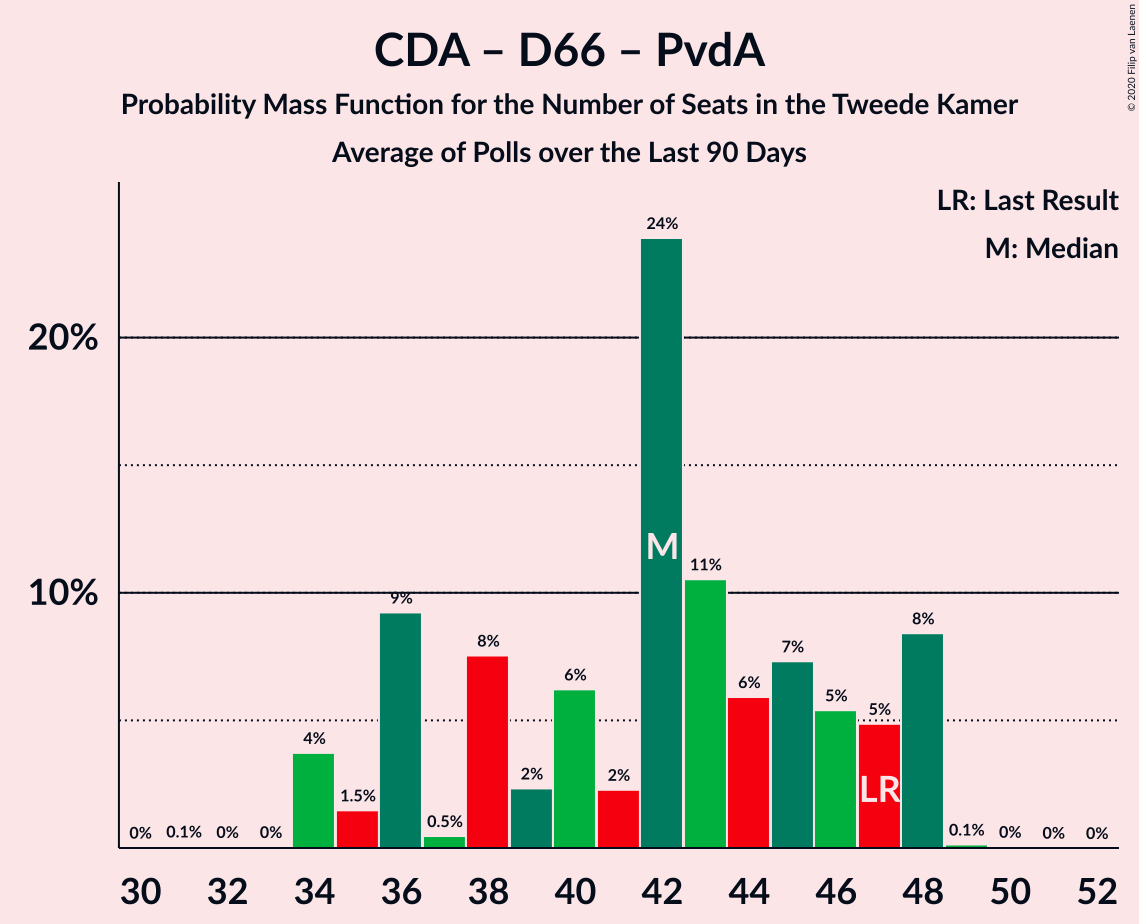 CDA – D66 – PvdA
Probability Mass Function for the Number of Seats in the Tweede Kamer
Average of Polls over the Last 90 Days
© 2020 Filip van Laenen
LR: Last Result
M: Median
20%
10%
0%
0.1%
0%
0%
4%
1.5%
9%
0.5%
8%
2%
6%
2%
24%
11%
6%
7%
5%
5%
8%
0.1%
0%
0%
0%
M
LR
30 32 34 36 38 40 42 44 46 48 50 52